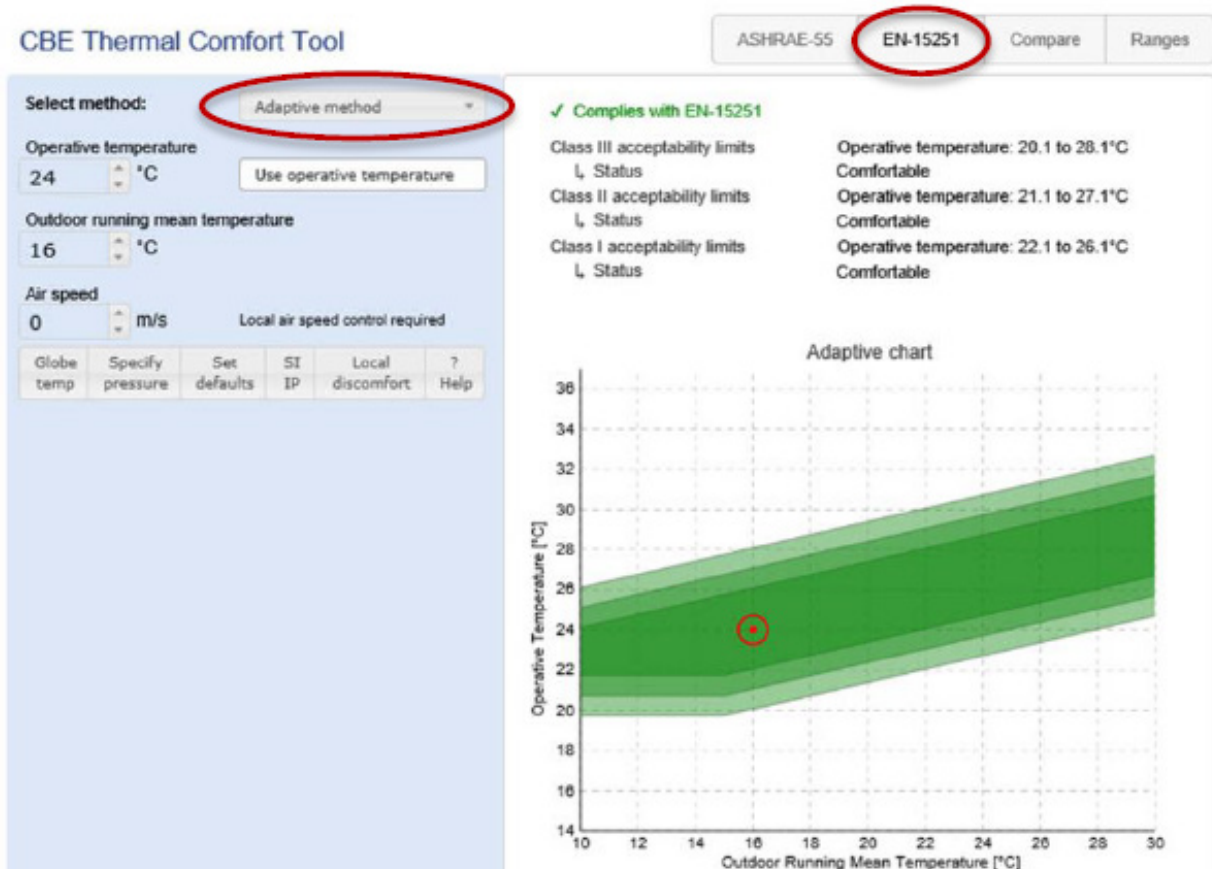 CBE Thermal Comfort Tool
ASHRAE-55 EN-15251 Compare Ranges
Select method: Adaptive method
Operative temperature
24 °C Use operative temperature
Outdoor running mean temperature
16 °C
Air speed
0 m/s Local air speed control required
Globe temp Specify pressure Set defaults SI IP Local discomfort ? Help
✓ Complies with EN-15251
Class III acceptability limits Operative temperature: 20.1 to 28.1°C
↳ Status Comfortable
Class II acceptability limits Operative temperature: 21.1 to 27.1°C
↳ Status Comfortable
Class I acceptability limits Operative temperature: 22.1 to 26.1°C
↳ Status Comfortable
Adaptive chart
Operative Temperature [°C]
36
34
32
30
28
26
24
22
20
18
16
14
10 12 14 16 18 20 22 24 26 28 30
Outdoor Running Mean Temperature [°C]